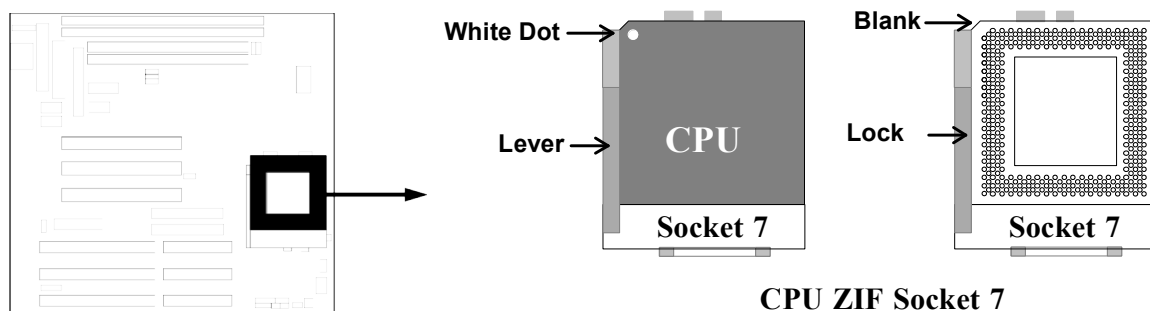 White Dot
Lever
CPU
Socket 7
Blank
Lock
Socket 7
CPU ZIF Socket 7